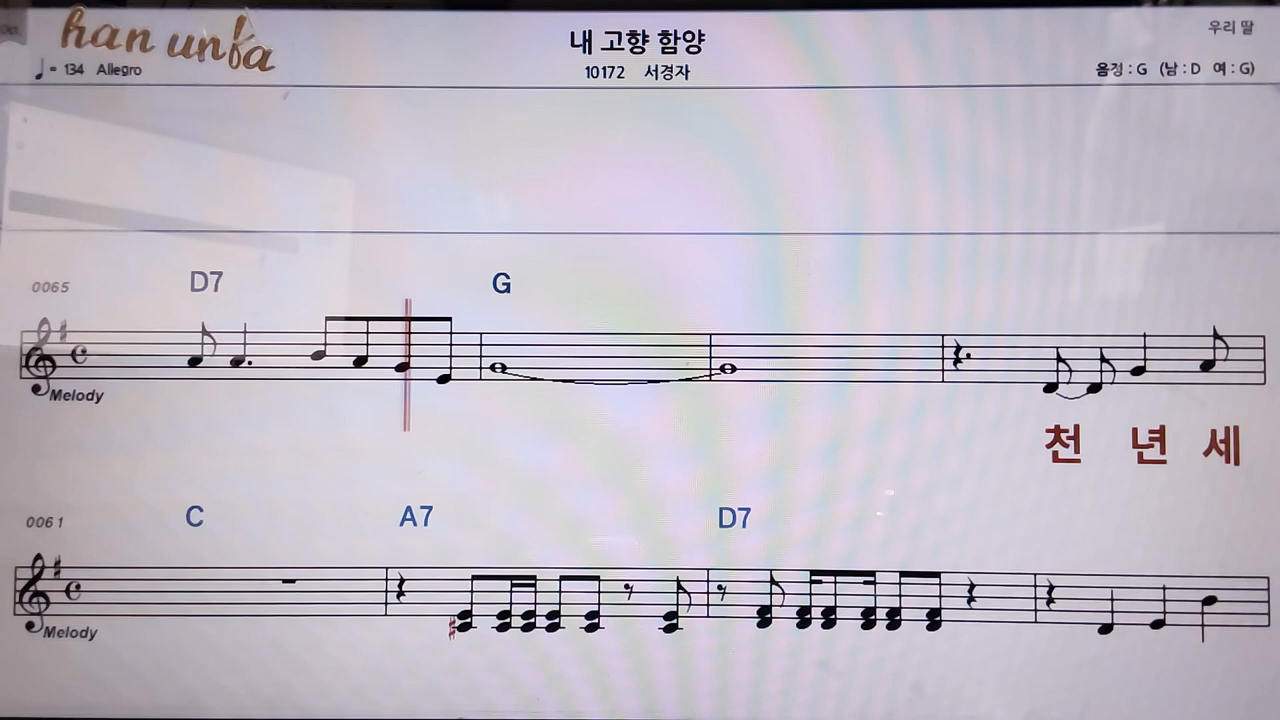 han unba
내 고향 함양
우리 딸
♩= 134 Allegro
10172 서경자
음정 : G (남 : D 여 : G)
0065 D7 G
Melody
천 년 세
0061 C A7 D7
Melody